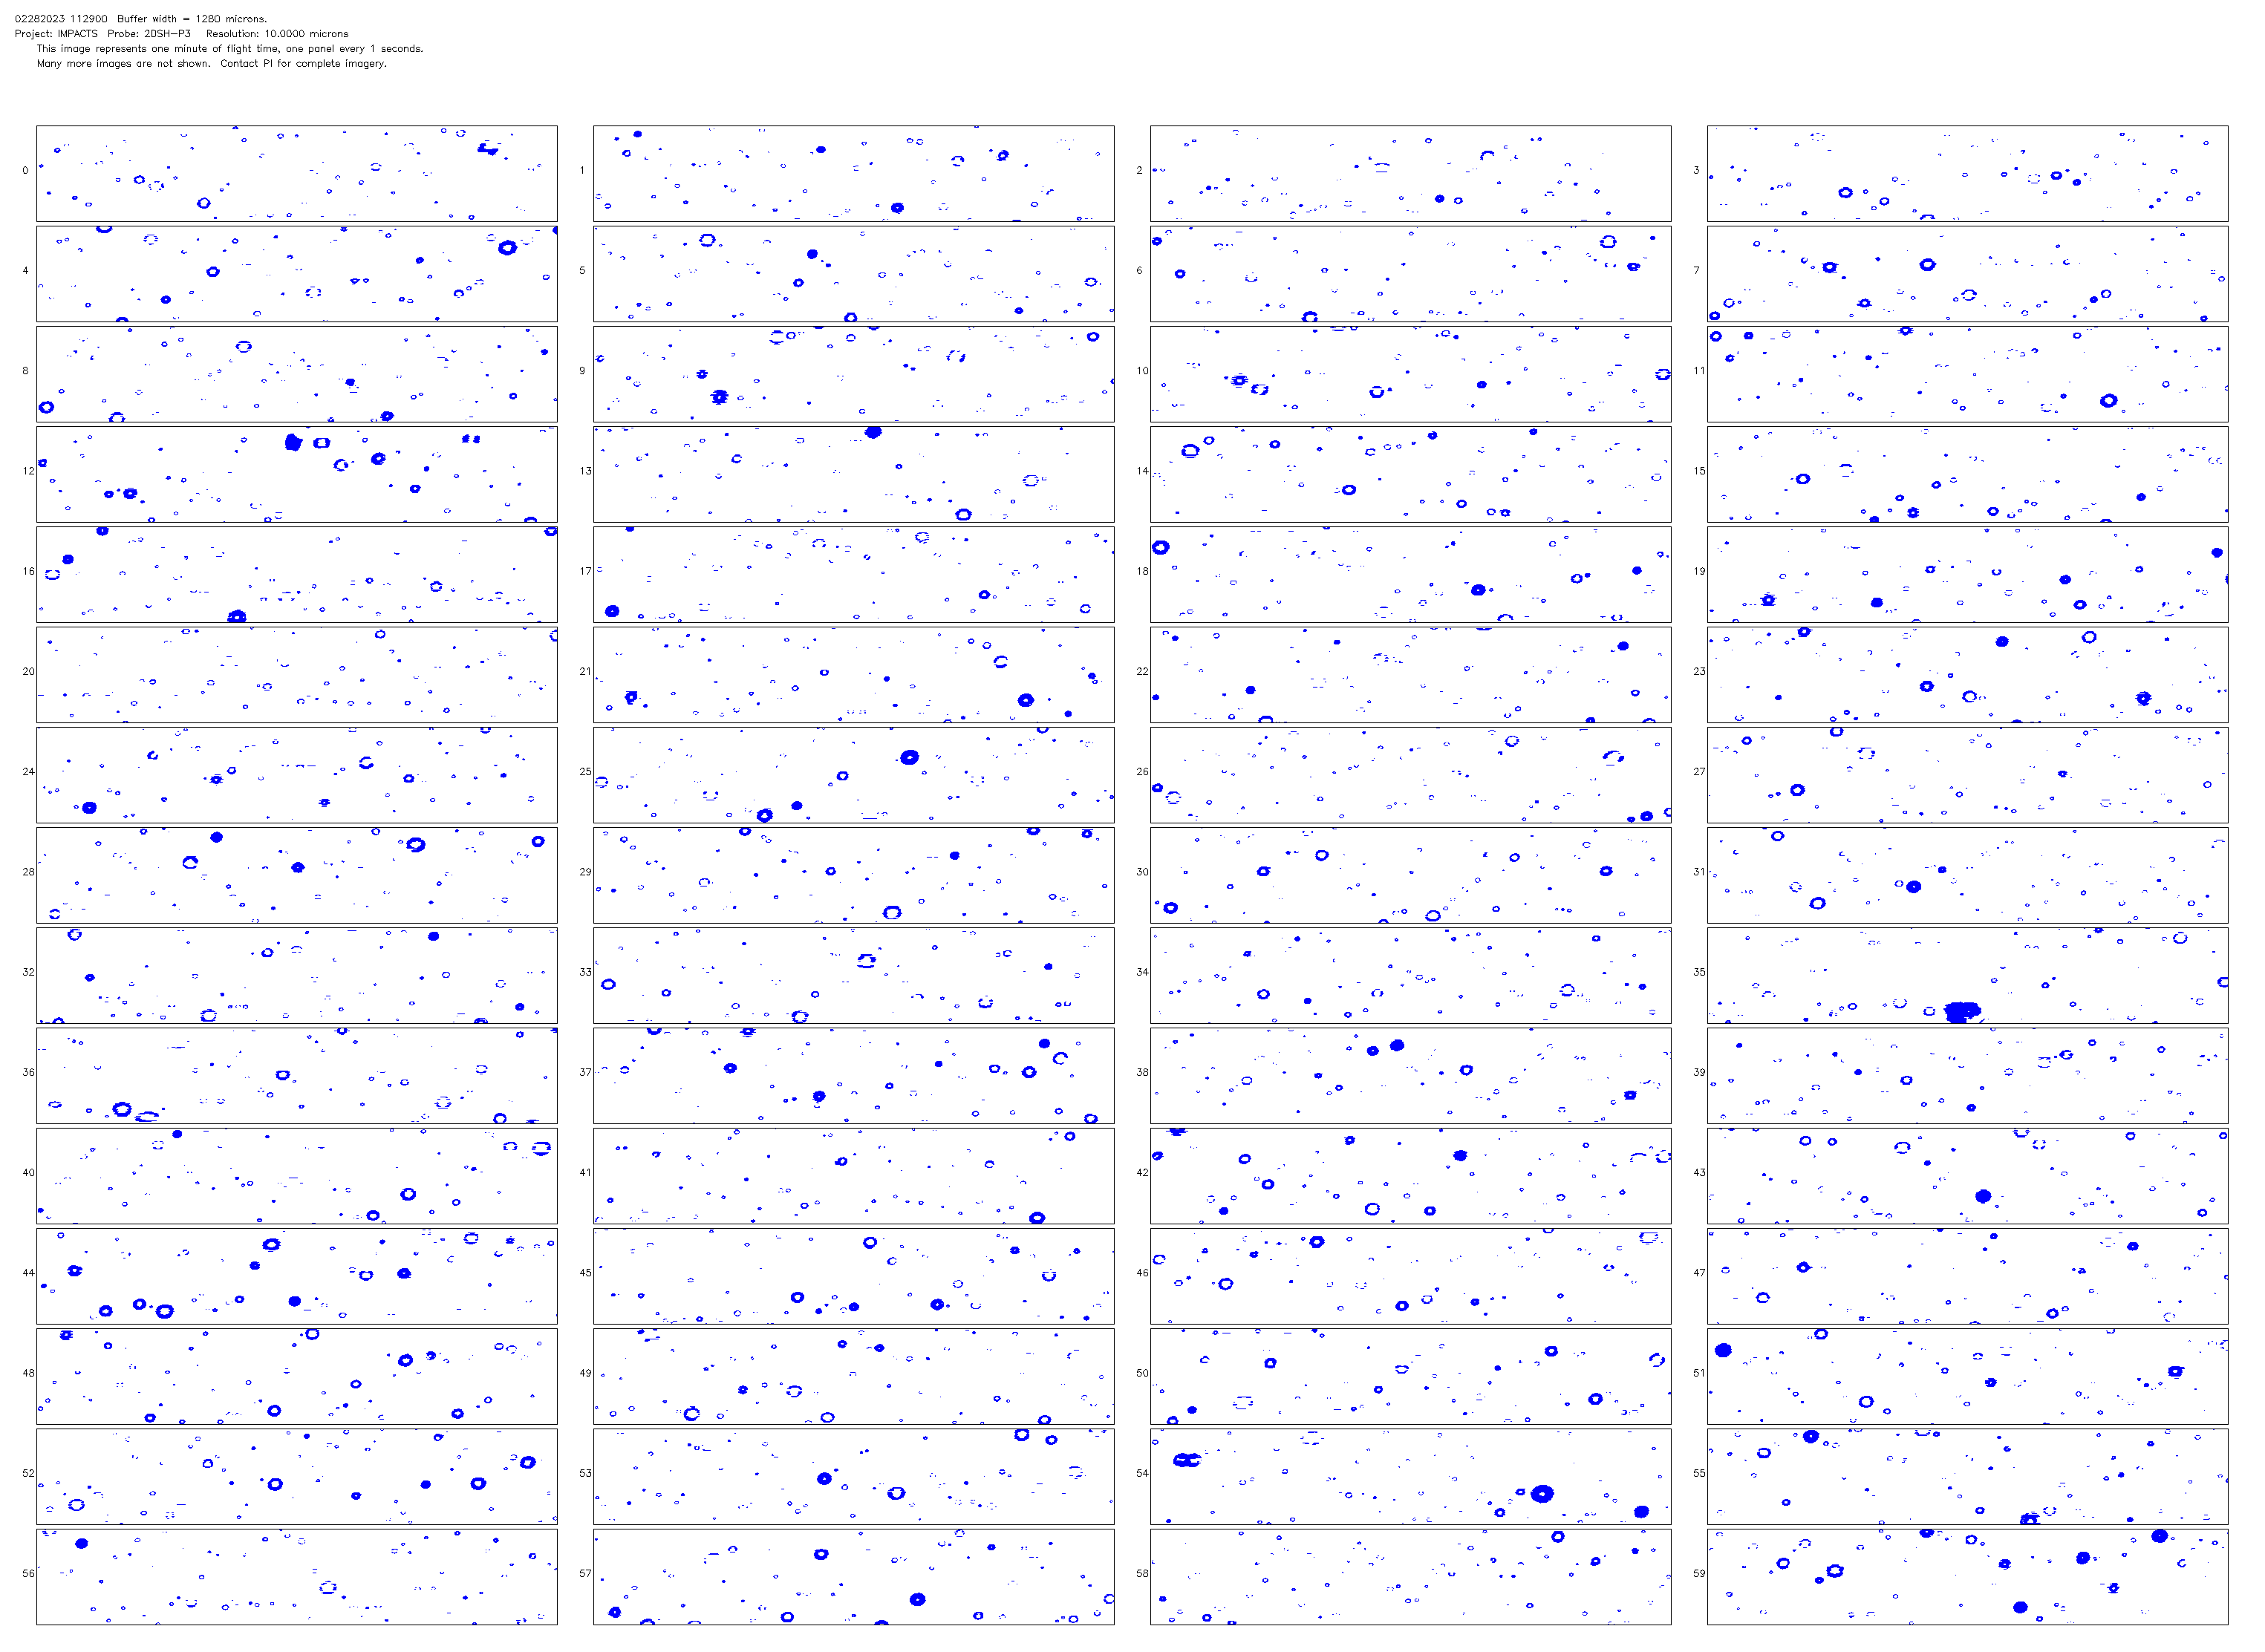 02282023 112900 Buffer width = 1280 microns.
Project: IMPACTS Probe: 2DSH-P3 Resolution: 10.0000 microns
This image represents one minute of flight time, one panel every 1 seconds.
Many more images are not shown. Contact PI for complete imagery.
0 1 2 3
4 5 6 7
8 9 10 11
12 13 14 15
16 17 18 19
20 21 22 23
24 25 26 27
28 29 30 31
32 33 34 35
36 37 38 39
40 41 42 43
44 45 46 47
48 49 50 51
52 53 54 55
56 57 58 59